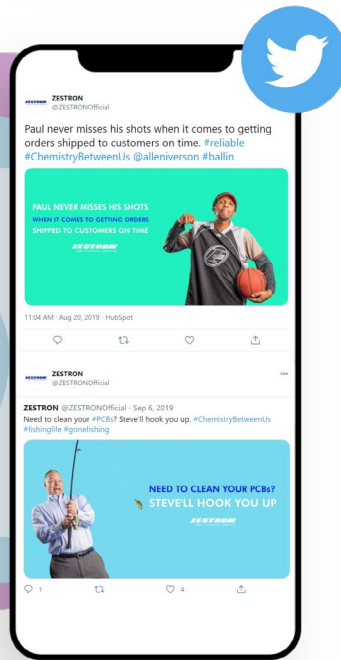 ZESTRON
ZESTRON
@ZESTRONOfficial
Paul never misses his shots when it comes to getting
orders shipped to customers on time. #reliable
#ChemistryBetweenUs @alleniverson #ballin
PAUL NEVER MISSES HIS SHOTS
WHEN IT COMES TO GETTING ORDERS
SHIPPED TO CUSTOMERS ON TIME
ZESTRON
11:04 AM · Aug 20, 2019 · HubSpot
ZESTRON
ZESTRON
@ZESTRONOfficial
ZESTRON @ZESTRONOfficial · Sep 6, 2019
Need to clean your #PCBs? Steve'll hook you up. #ChemistryBetweenUs
#fishinglife #gonefishing
NEED TO CLEAN YOUR PCBs?
STEVE'LL HOOK YOU UP
ZESTRON
1
4